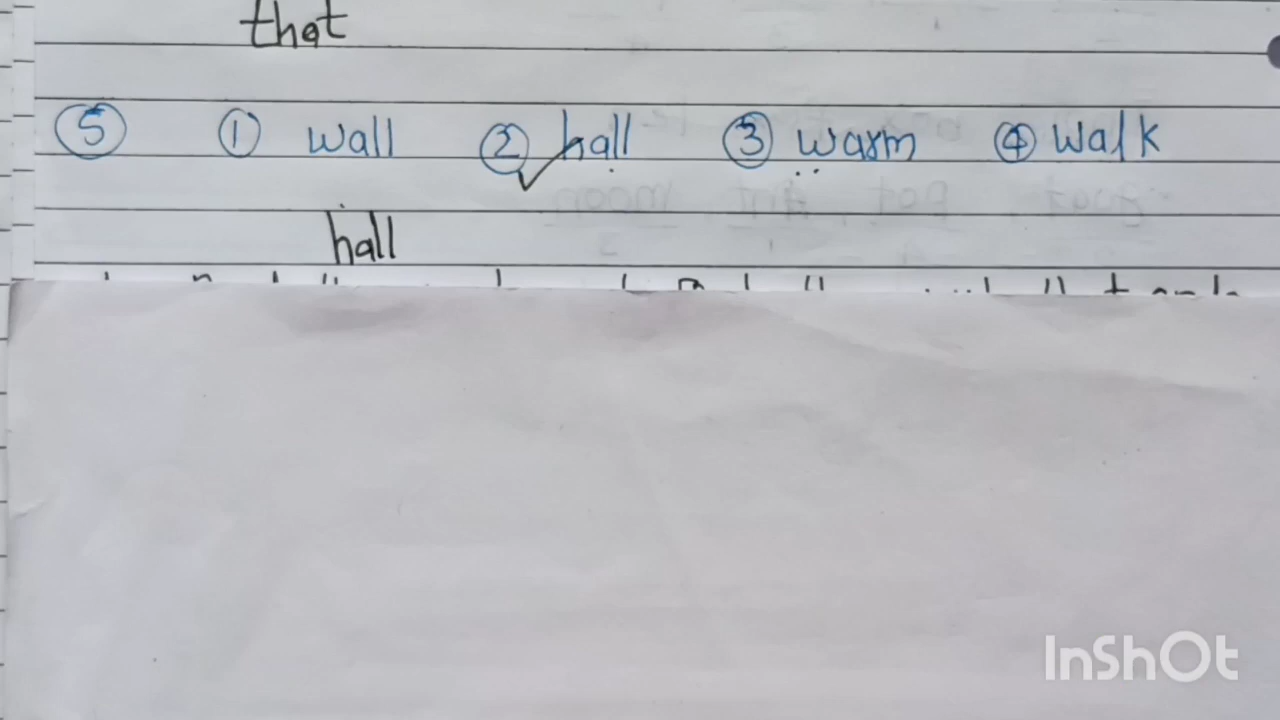 that
⑤ ① wall ② hall ③ warm ④ walk
hall
InShOt